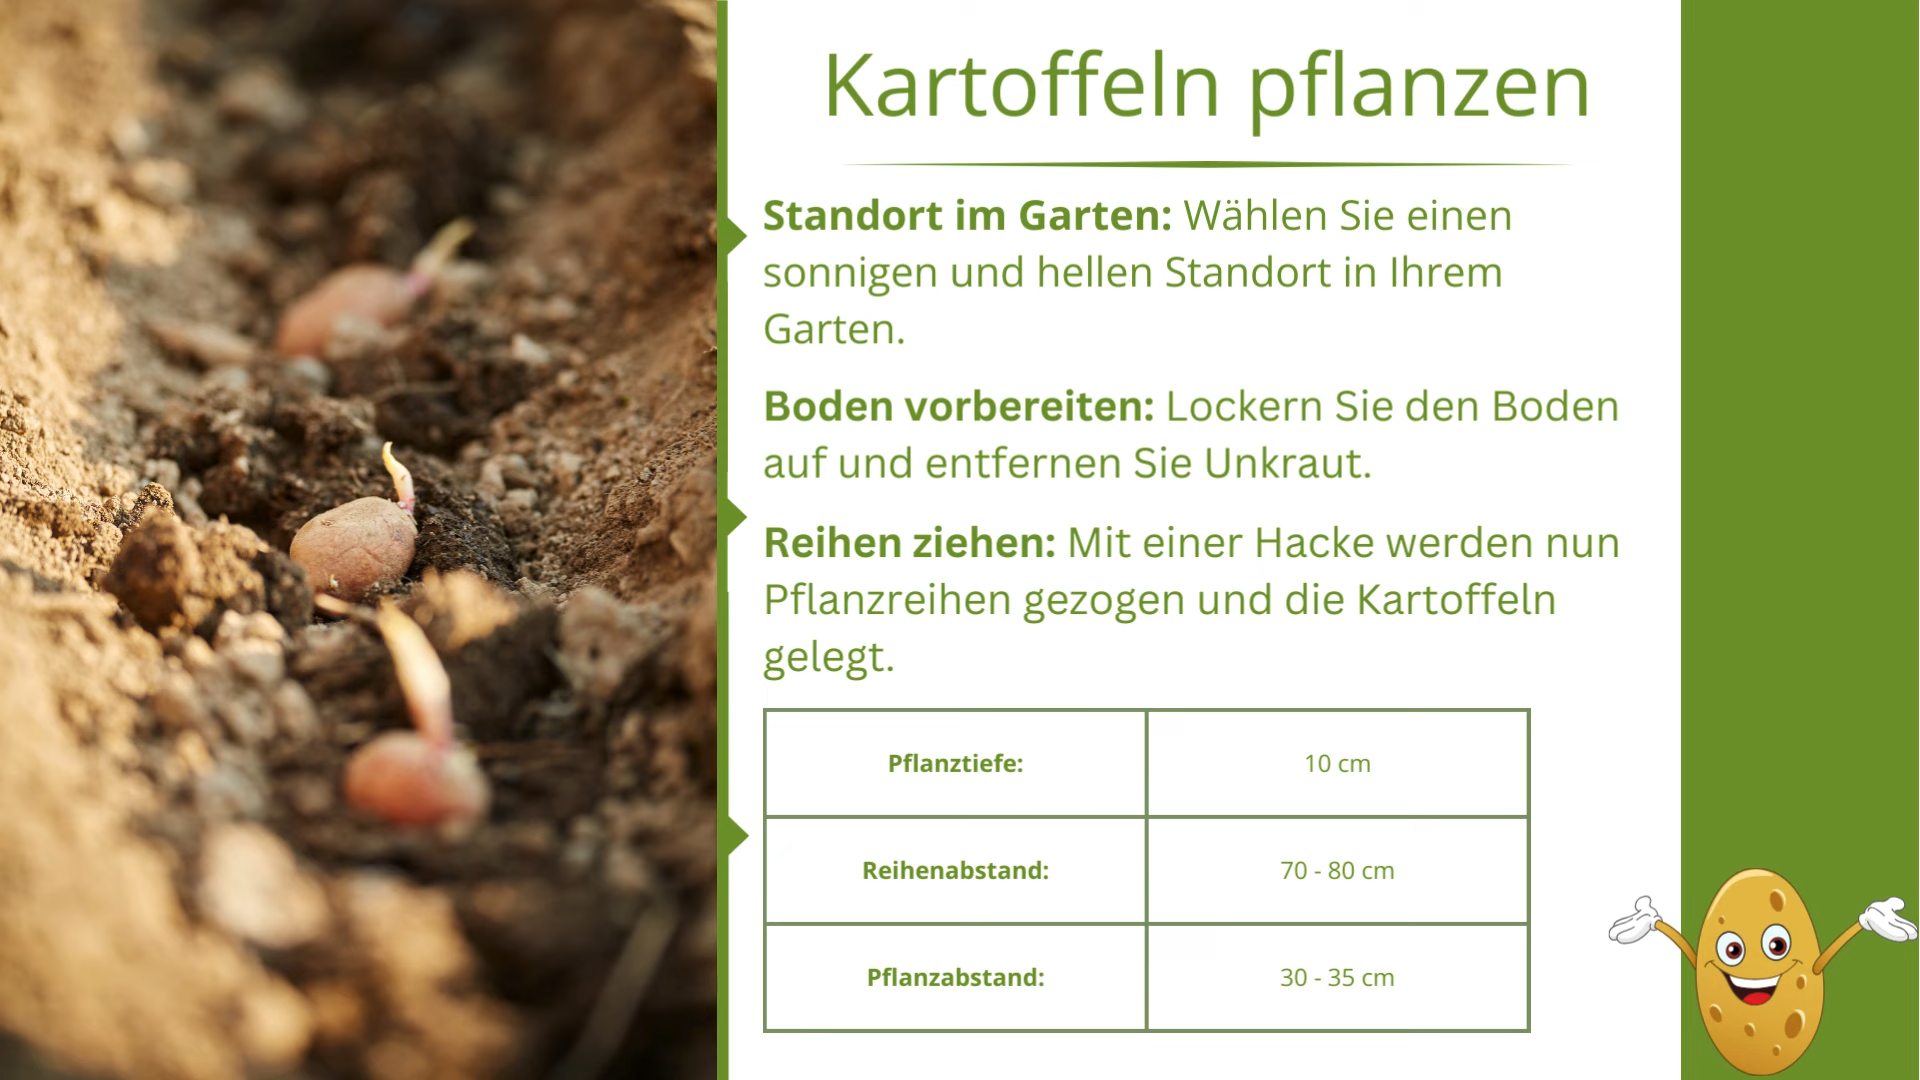 Kartoffeln pflanzen
Standort im Garten: Wählen Sie einen
sonnigen und hellen Standort in Ihrem
Garten.
Boden vorbereiten: Lockern Sie den Boden
auf und entfernen Sie Unkraut.
Reihen ziehen: Mit einer Hacke werden nun
Pflanzreihen gezogen und die Kartoffeln
gelegt.
Pflanztiefe: 10 cm
Reihenabstand: 70 - 80 cm
Pflanzabstand: 30 - 35 cm